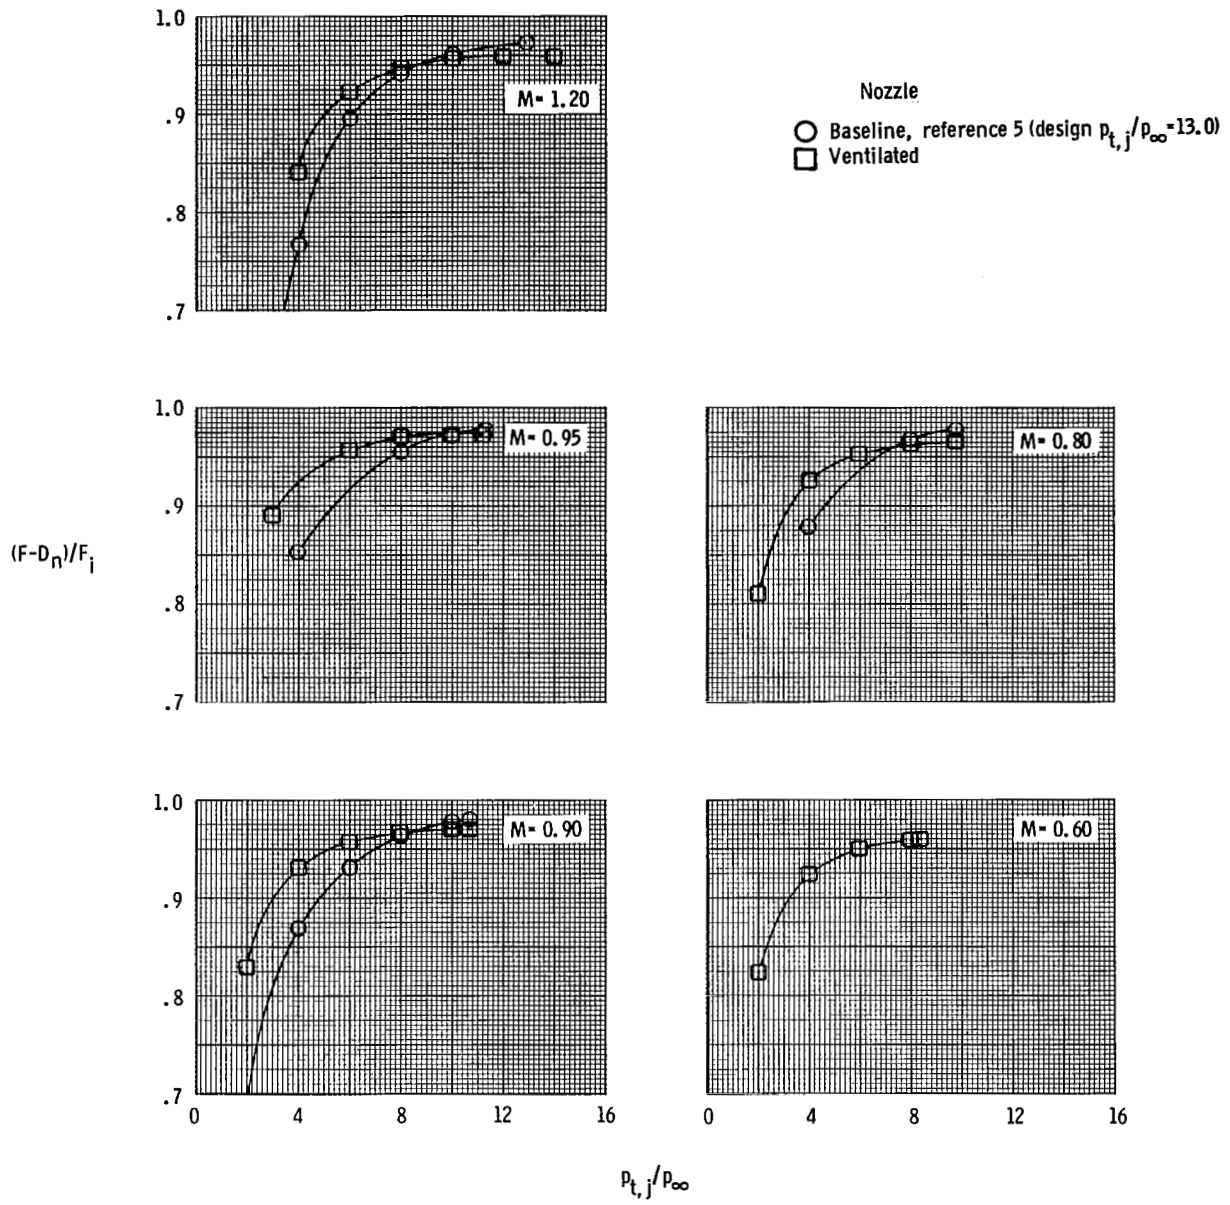 1.0
.9
.8
.7
M= 1.20
Nozzle
Baseline, reference 5 (design p_t,j/p_∞=13.0)
Ventilated
1.0
.9
.8
.7
M= 0.95
M= 0.80
(F-D_n)/F_i
1.0
.9
.8
.7
M= 0.90
M= 0.60
0 4 8 12 16
0 4 8 12 16
p_t,j/p_∞